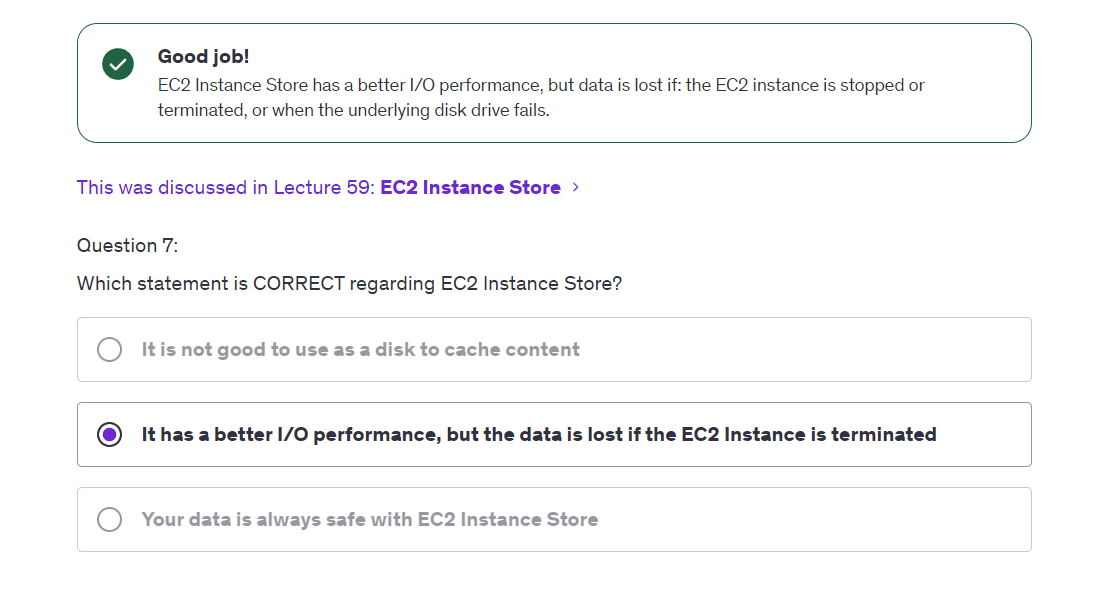 Good job!
EC2 Instance Store has a better I/O performance, but data is lost if: the EC2 instance is stopped or
terminated, or when the underlying disk drive fails.
This was discussed in Lecture 59: EC2 Instance Store >
Question 7:
Which statement is CORRECT regarding EC2 Instance Store?
It is not good to use as a disk to cache content
It has a better I/O performance, but the data is lost if the EC2 Instance is terminated
Your data is always safe with EC2 Instance Store